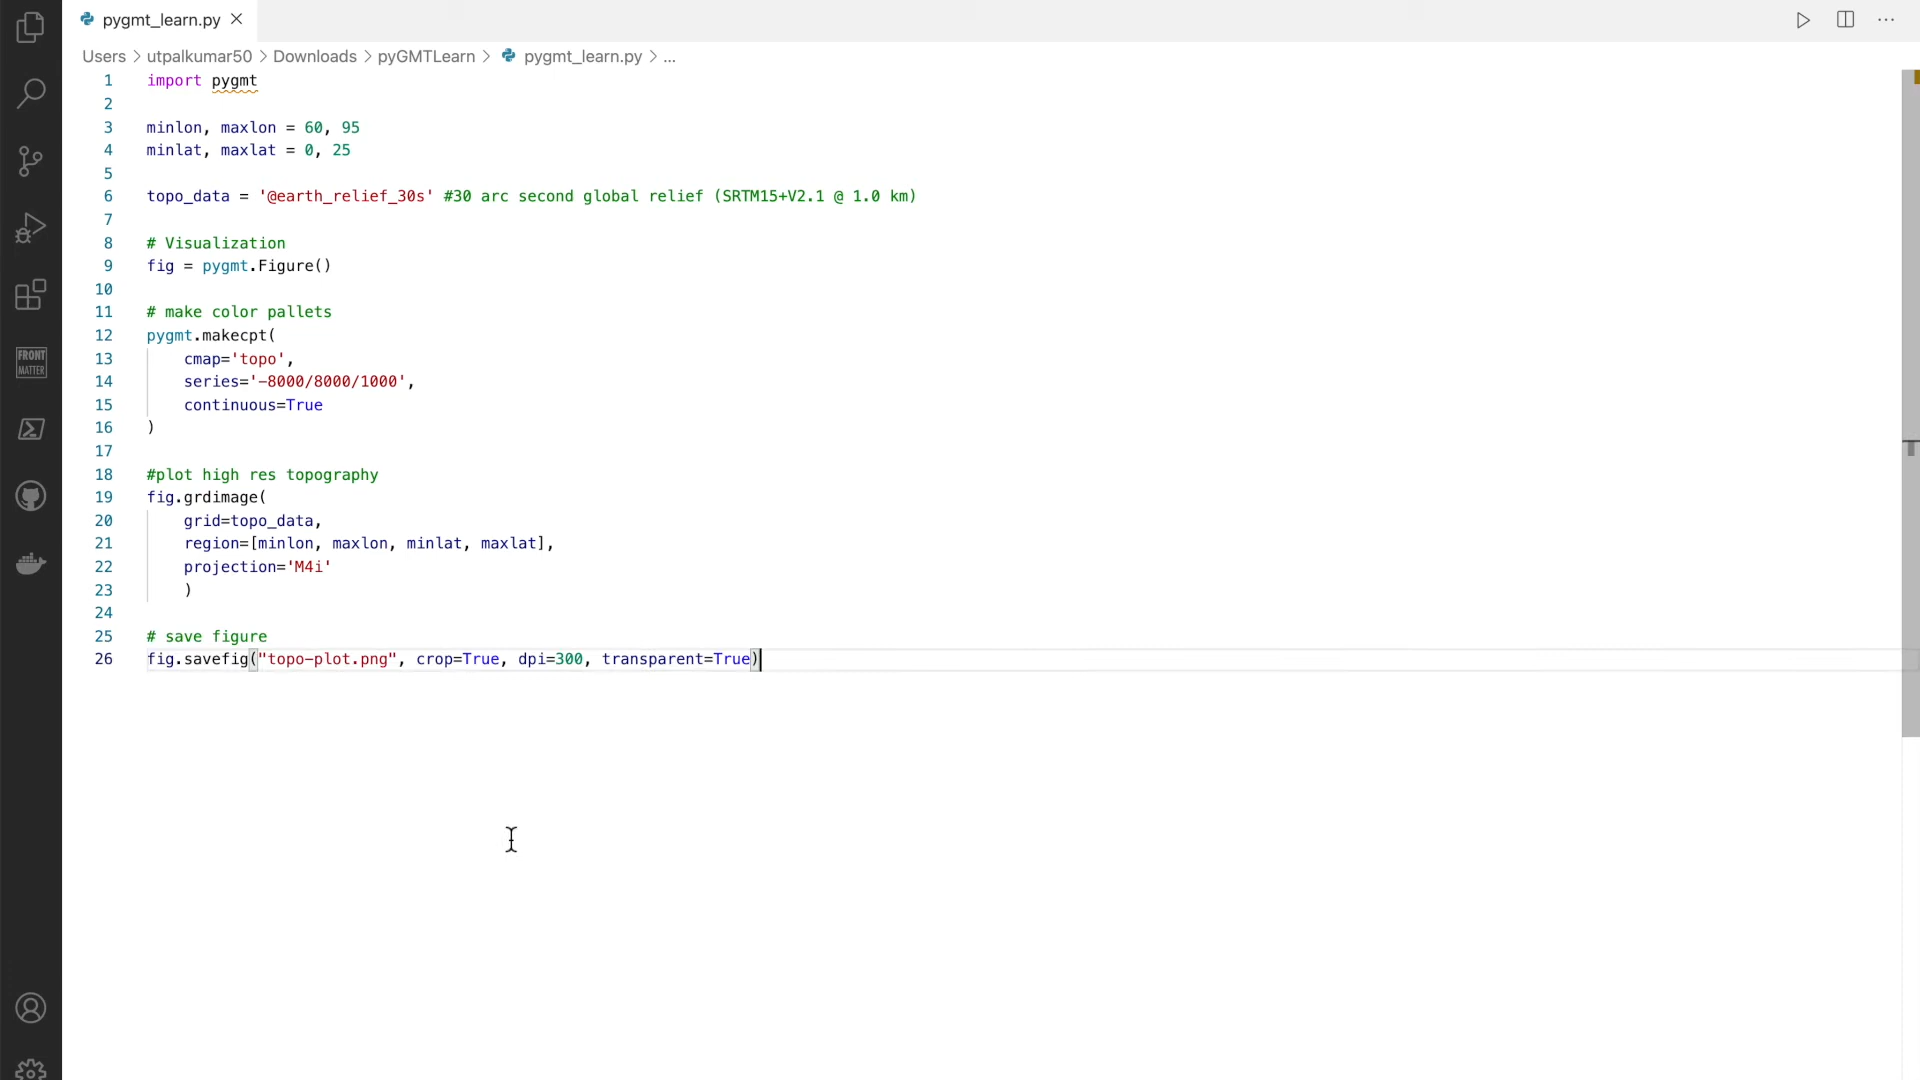 pygmt_learn.py
Users > utpalkumar50 > Downloads > pyGMTLearn > pygmt_learn.py > ...
1 import pygmt
2
3 minlon, maxlon = 60, 95
4 minlat, maxlat = 0, 25
5
6 topo_data = '@earth_relief_30s' #30 arc second global relief (SRTM15+V2.1 @ 1.0 km)
7
8 # Visualization
9 fig = pygmt.Figure()
10
11 # make color pallets
12 pygmt.makecpt(
13     cmap='topo',
14     series='-8000/8000/1000',
15     continuous=True
16 )
17
18 #plot high res topography
19 fig.grdimage(
20     grid=topo_data,
21     region=[minlon, maxlon, minlat, maxlat],
22     projection='M4i'
23     )
24
25 # save figure
26 fig.savefig("topo-plot.png", crop=True, dpi=300, transparent=True)
FRONT
MATTER